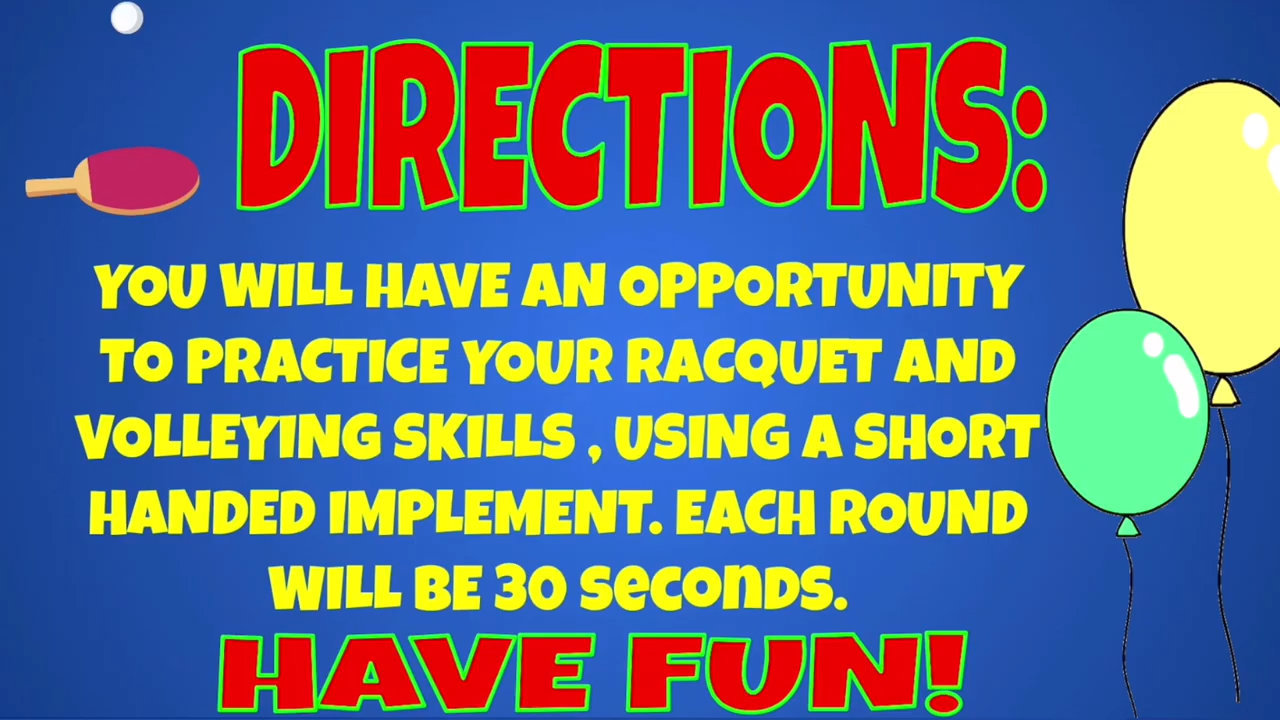 DIRECTIONS:
YOU WILL HAVE AN OPPORTUNITY
TO PRACTICE YOUR RACQUET AND
VOLLEYING SKILLS , USING A SHORT
HANDED IMPLEMENT. EACH ROUND
WILL BE 30 seconds.
HAVE FUN!